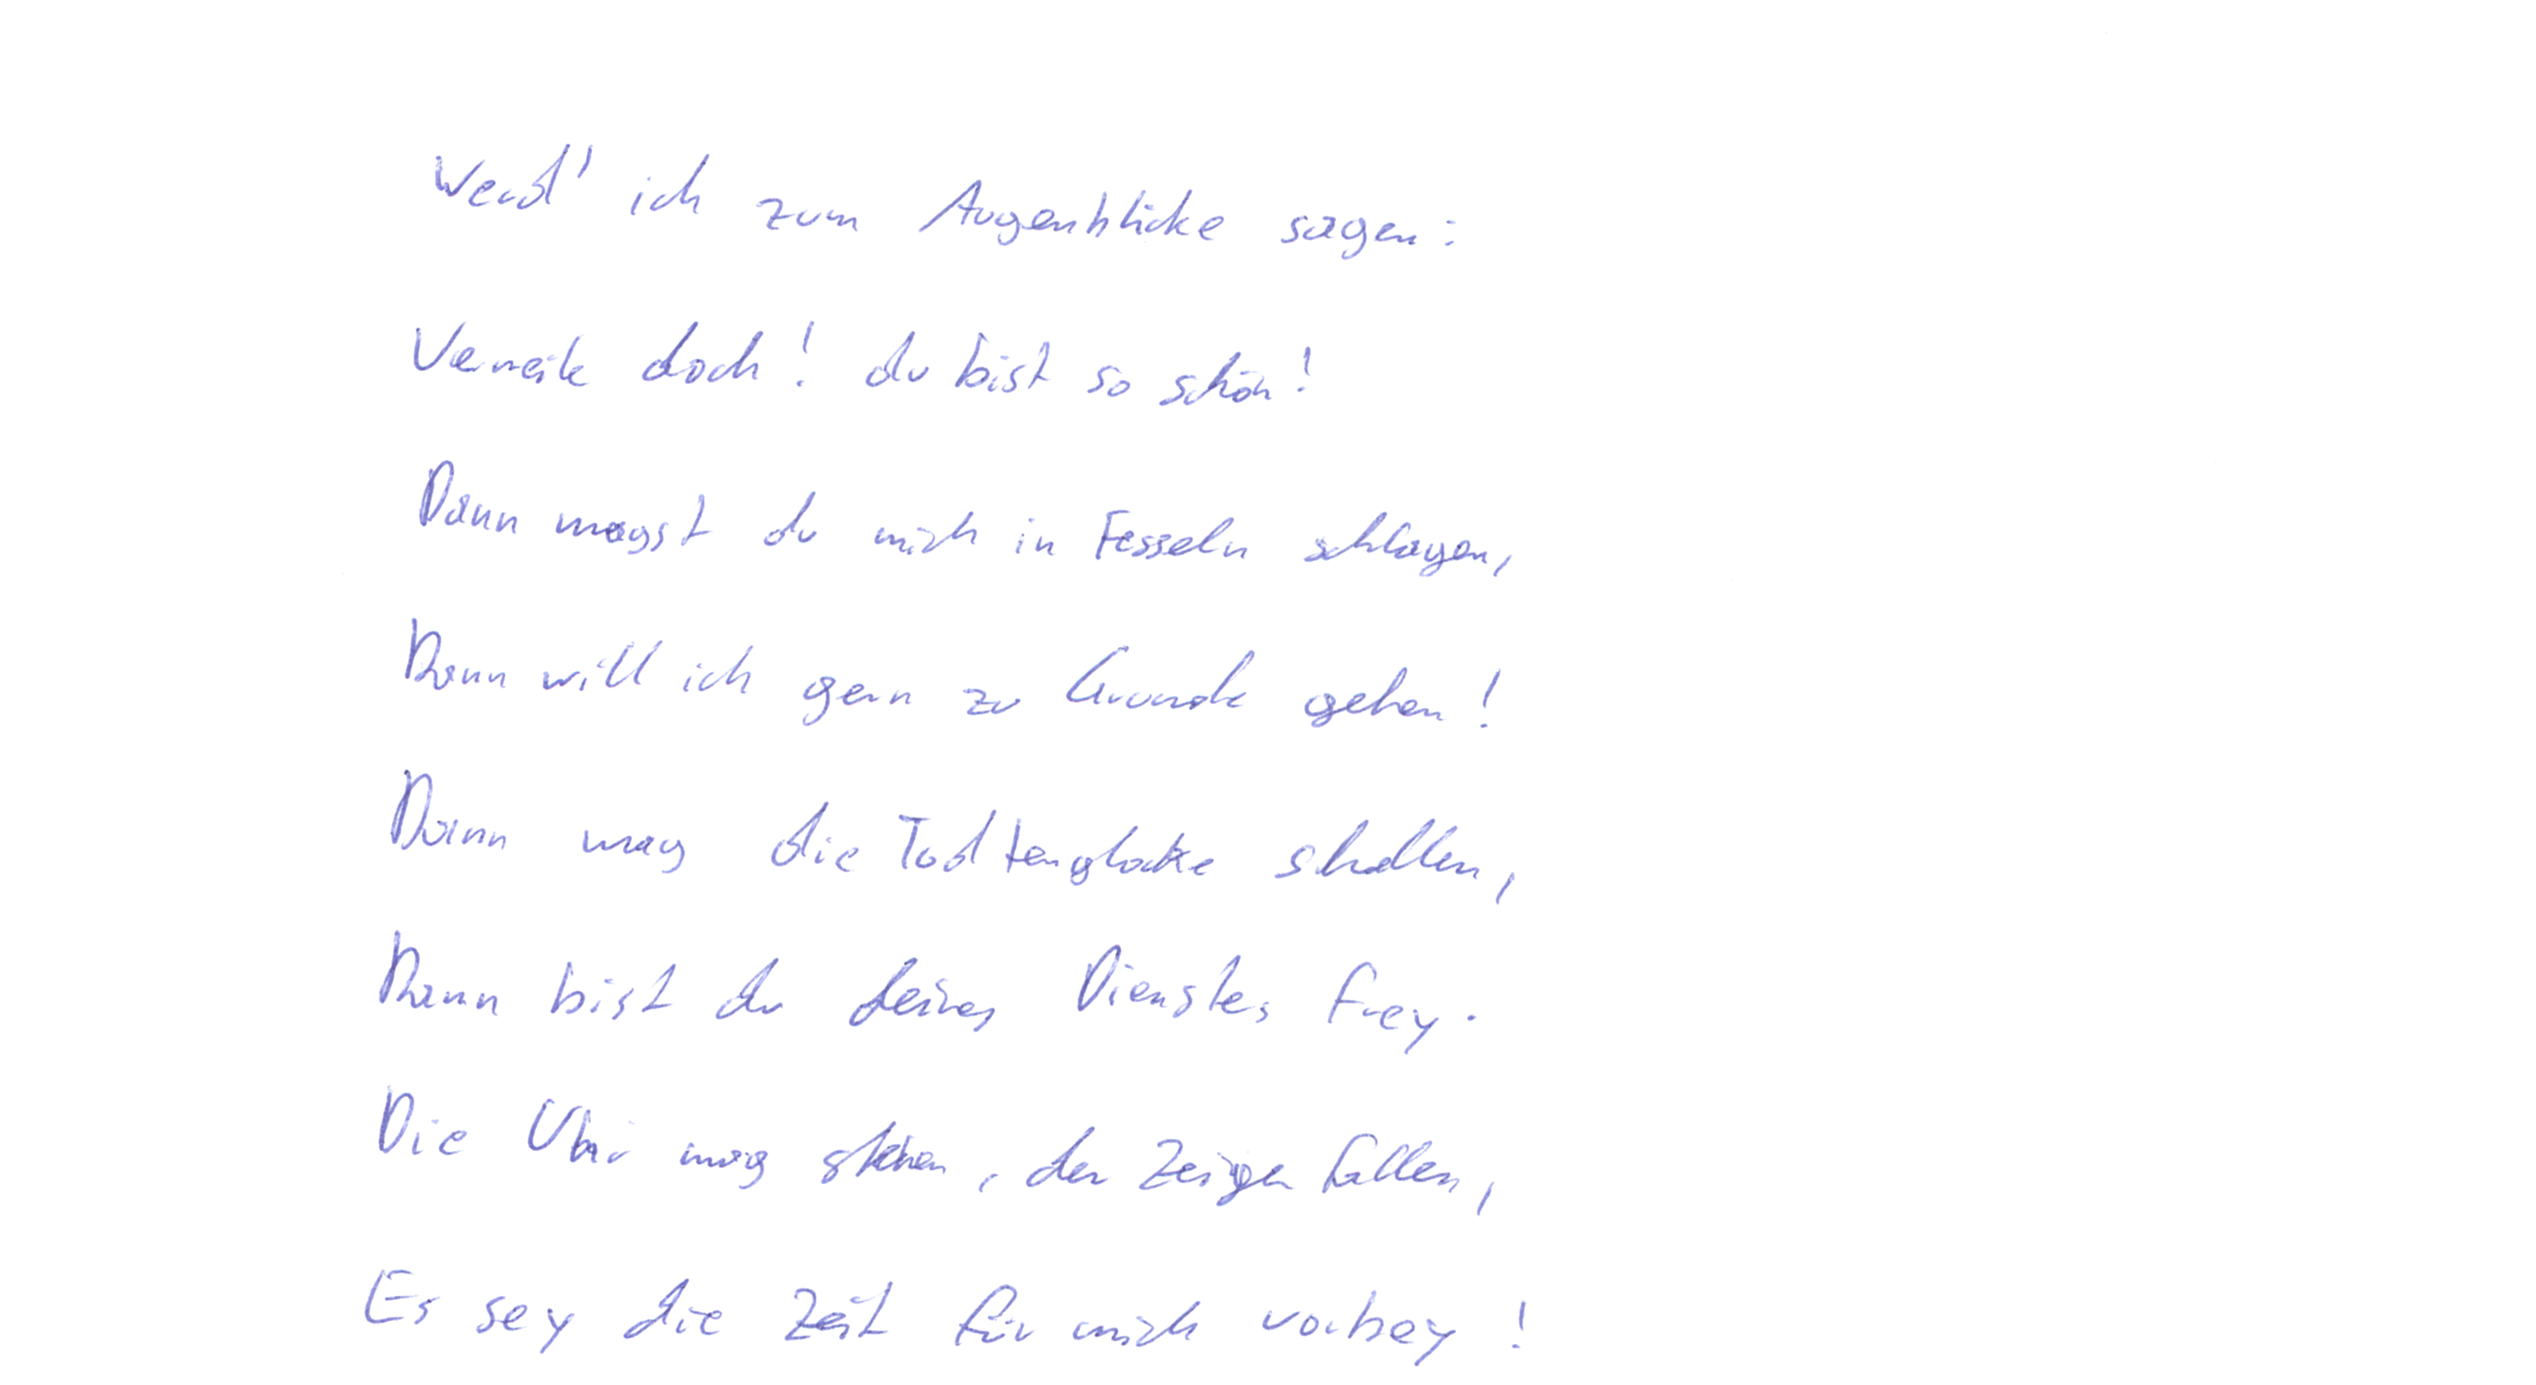 Werd' ich zum Augenblicke sagen:
Verweile doch! du bist so schön!
Dann magst du mich in Fesseln schlagen,
Dann will ich gern zu Grunde gehen!
Dann mag die Todtenglocke schallen,
Dann bist du deines Dienstes frey.
Die Uhr mag stehen, der Zeiger fallen,
Es sey die Zeit für mich vorbey!